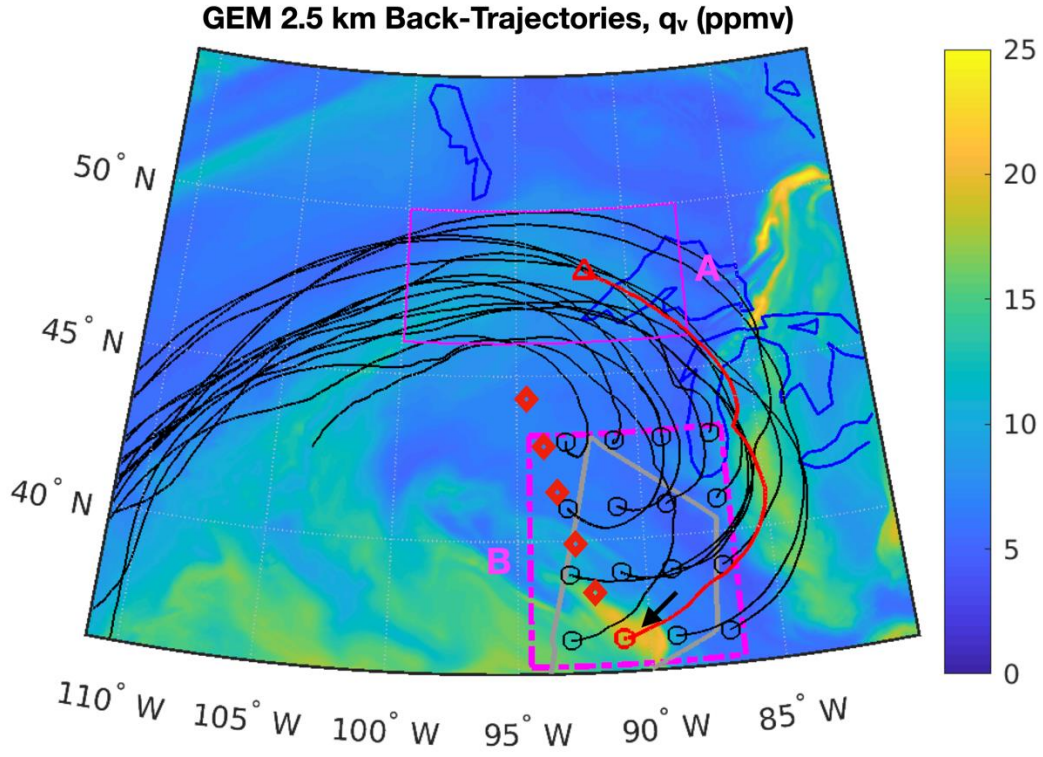 GEM 2.5 km Back-Trajectories, qᵥ (ppmv)
25
50° N
20
A
15
45° N
10
40° N
5
B
0
110° W
105° W
100° W
95° W
90° W
85° W